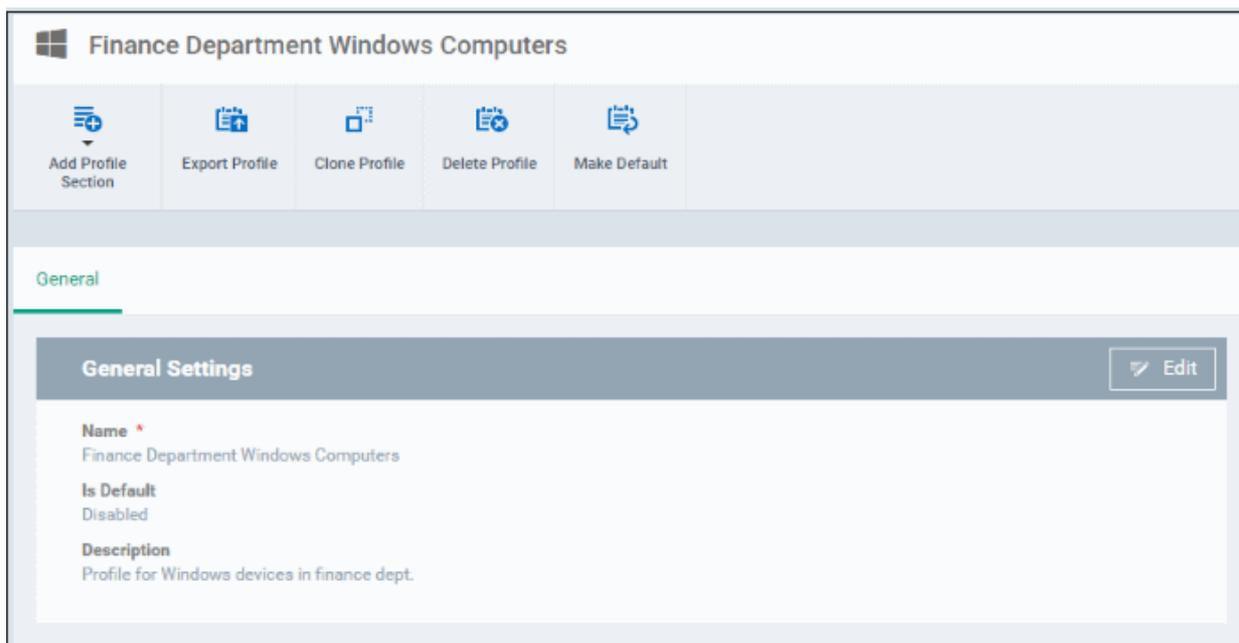 Finance Department Windows Computers
Add Profile
Section
Export Profile
Clone Profile
Delete Profile
Make Default
General
General Settings
Edit
Name *
Finance Department Windows Computers
Is Default
Disabled
Description
Profile for Windows devices in finance dept.